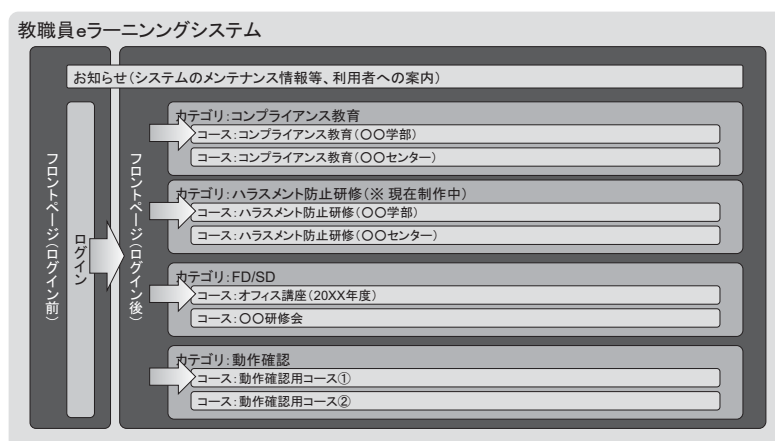 教職員eラーニンングシステム
お知らせ(システムのメンテナンス情報等、利用者への案内)
フロントページ(ログイン前)
ログイン
フロントページ(ログイン後)
カテゴリ:コンプライアンス教育
コース:コンプライアンス教育(〇〇学部)
コース:コンプライアンス教育(〇〇センター)
カテゴリ:ハラスメント防止研修(※ 現在制作中)
コース:ハラスメント防止研修(〇〇学部)
コース:ハラスメント防止研修(〇〇センター)
カテゴリ:FD/SD
コース:オフィス講座(20XX年度)
コース:〇〇研修会
カテゴリ:動作確認
コース:動作確認用コース①
コース:動作確認用コース②